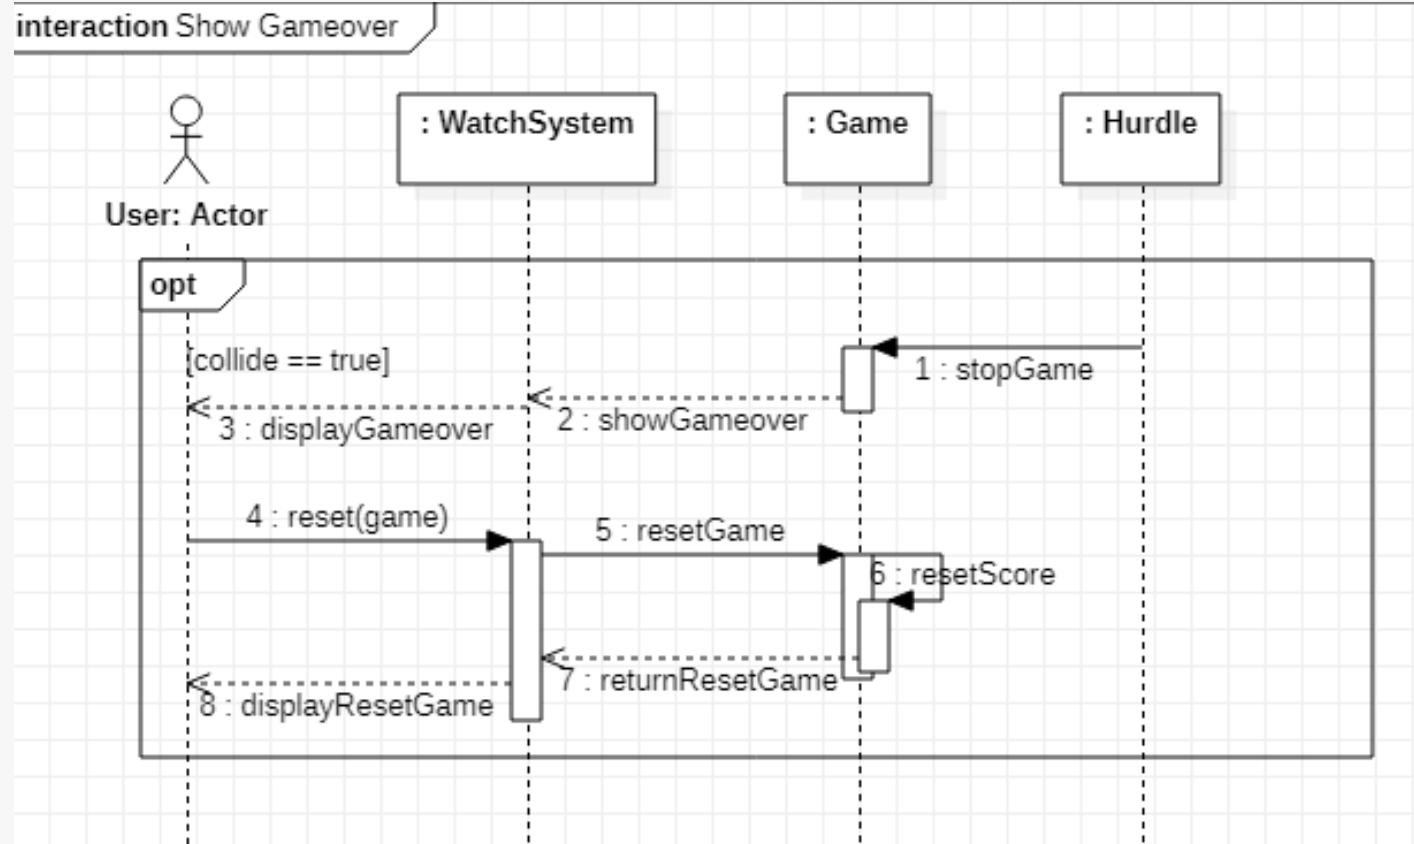 interaction Show Gameover
: WatchSystem
: Game
: Hurdle
User: Actor
opt
[collide == true]
1 : stopGame
2 : showGameover
3 : displayGameover
4 : reset(game)
5 : resetGame
6 : resetScore
7 : returnResetGame
8 : displayResetGame